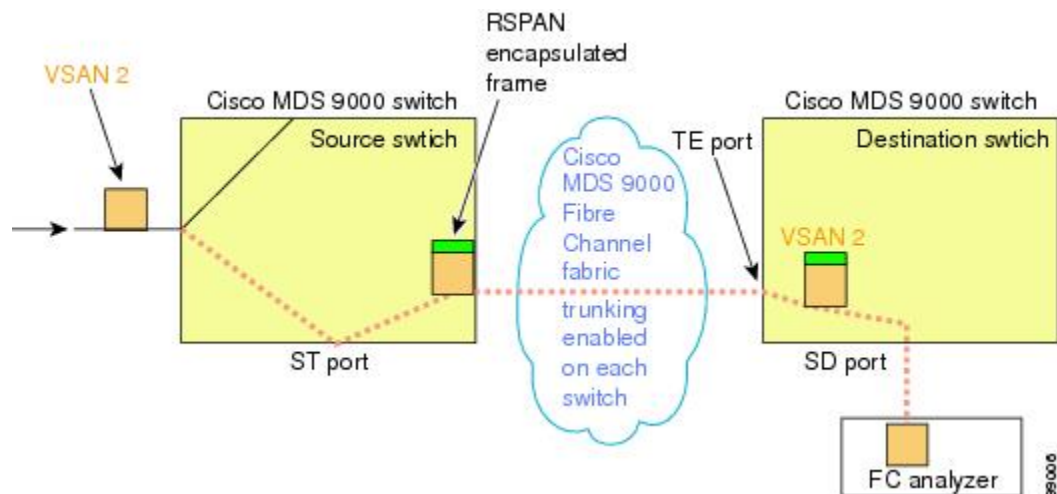 RSPAN
encapsulated
frame
VSAN 2
Cisco MDS 9000 switch
Source swtich
ST port
Cisco
MDS 9000
Fibre
Channel
fabric
trunking
enabled
on each
switch
TE port
Cisco MDS 9000 switch
Destination swtich
VSAN 2
SD port
FC analyzer